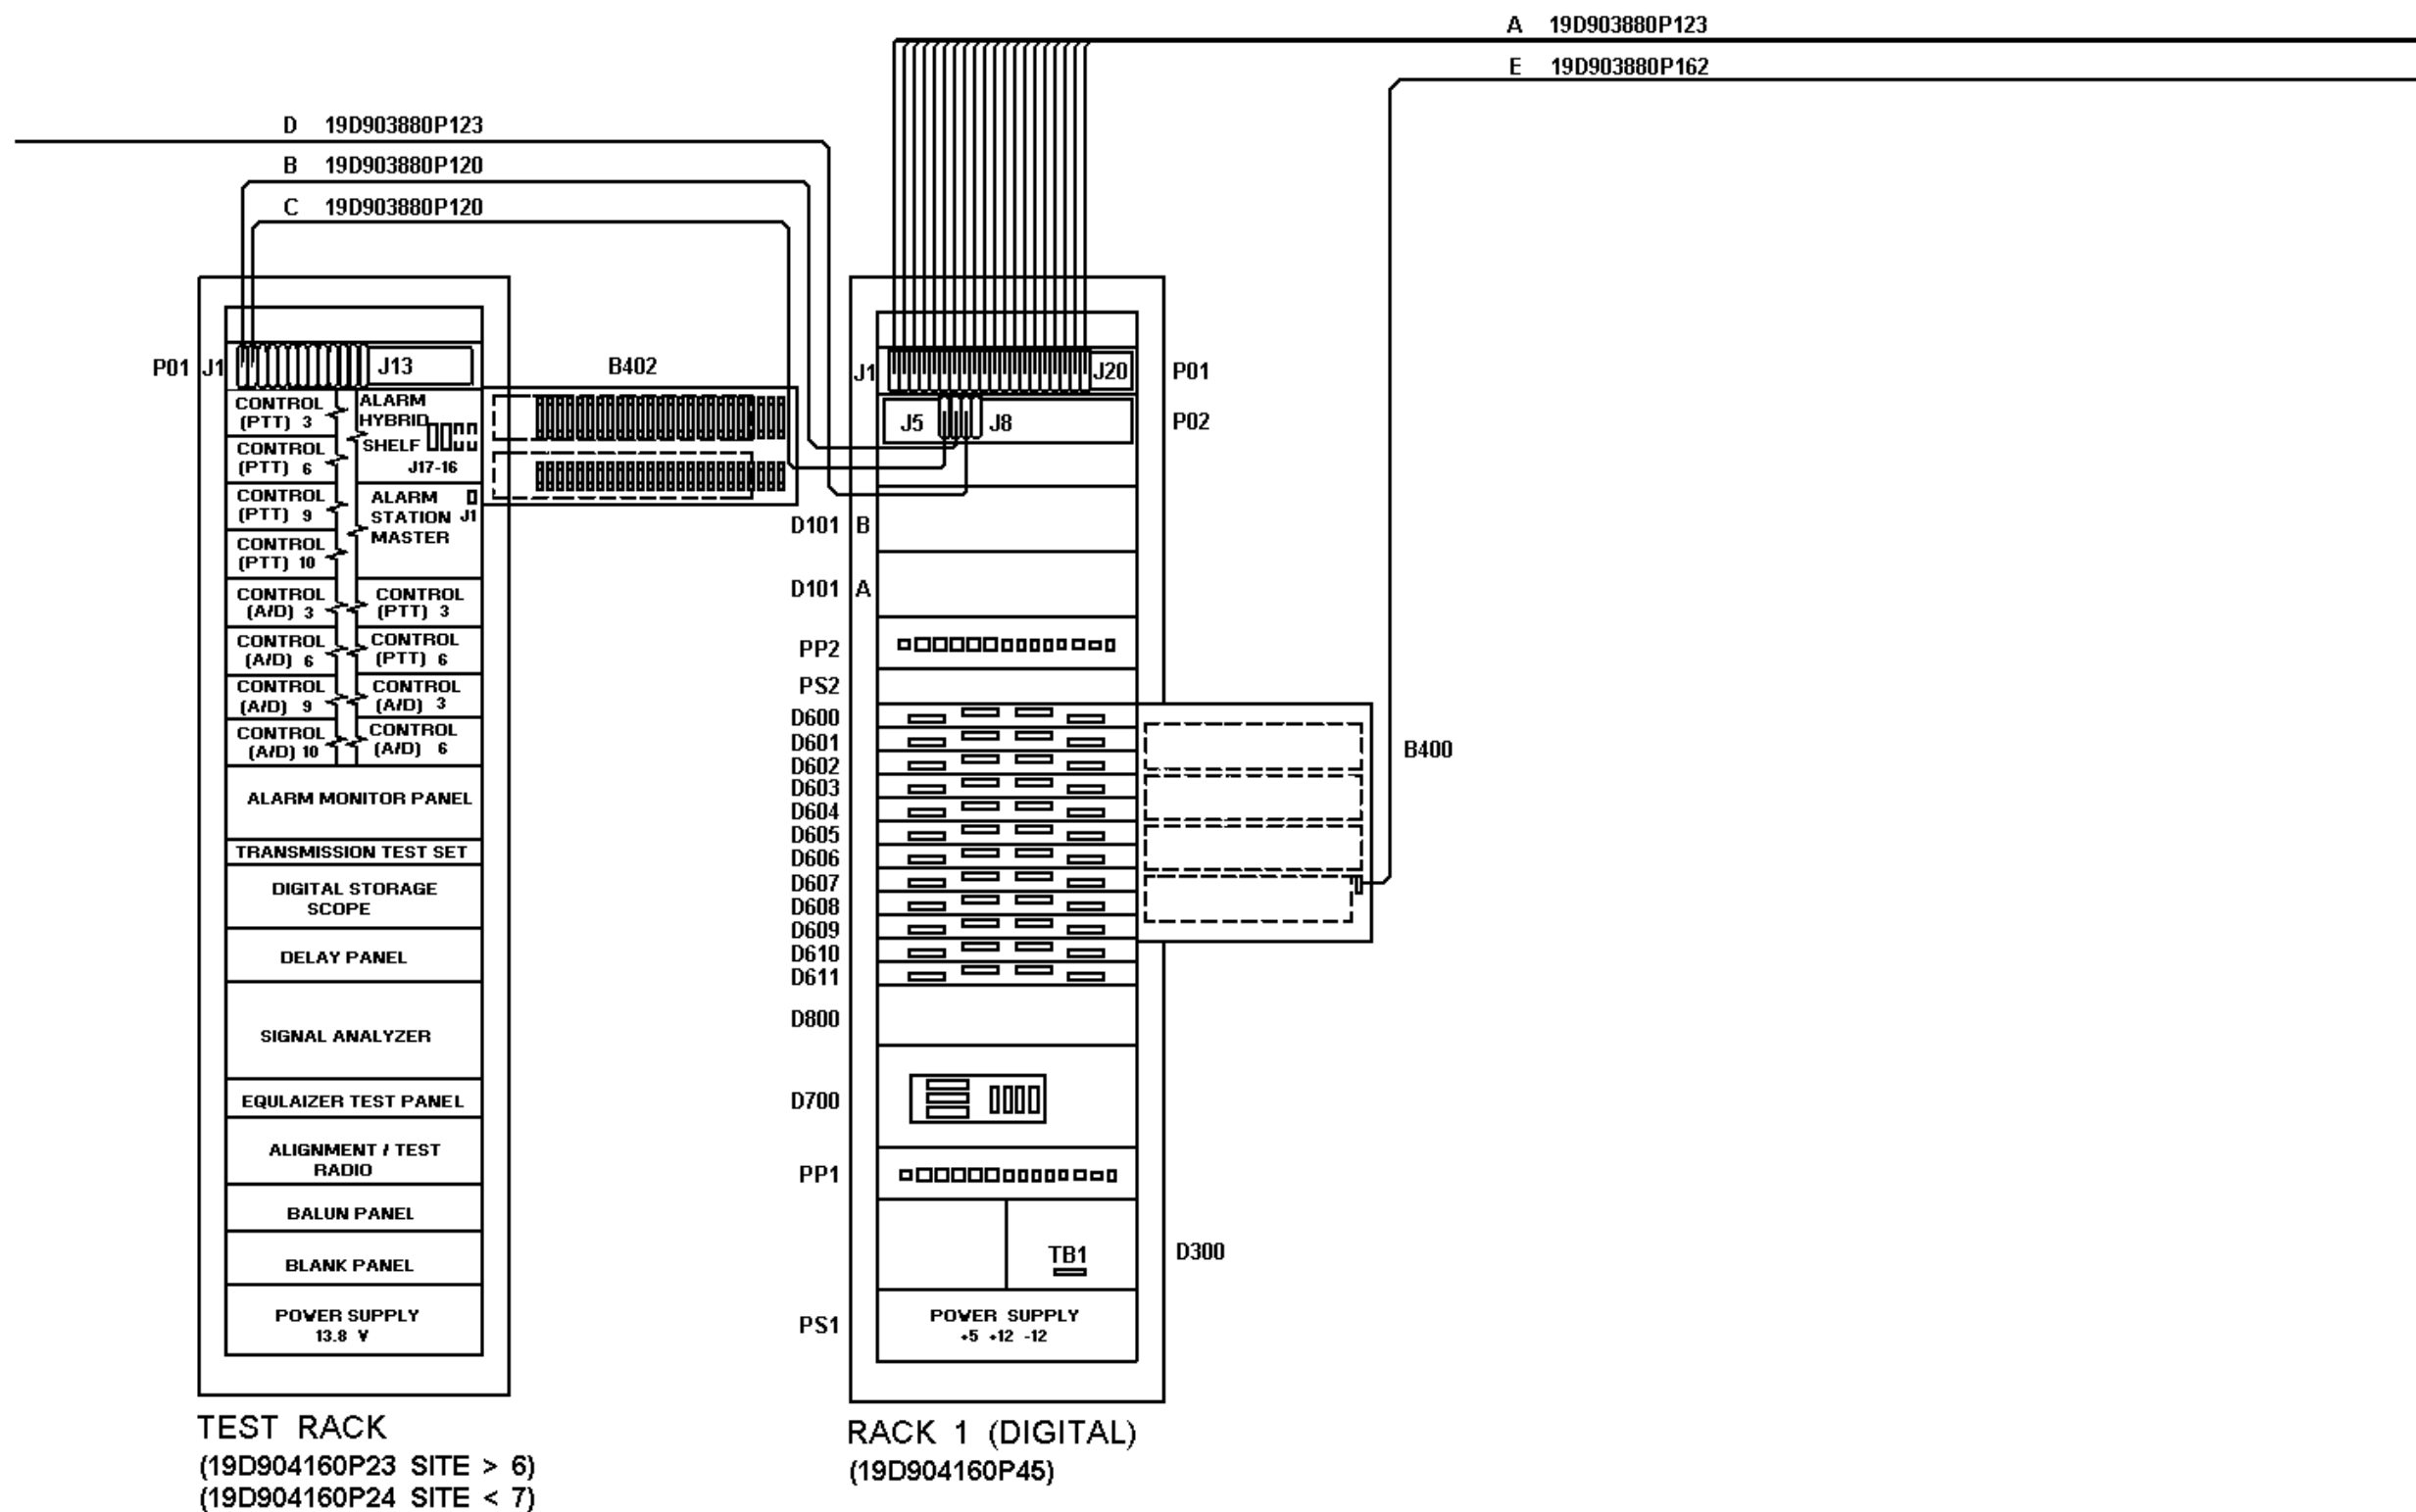 A 19D903880P123
E 19D903880P162
D 19D903880P123
B 19D903880P120
C 19D903880P120
P01 J1 J13
B402
CONTROL
(PTT) 3
CONTROL
(PTT) 6
CONTROL
(PTT) 9
CONTROL
(PTT) 10
CONTROL
(A/D) 3
CONTROL
(A/D) 6
CONTROL
(A/D) 9
CONTROL
(A/D) 10
ALARM
HYBRID
SHELF
J17-16
ALARM
STATION J1
MASTER
CONTROL
(PTT) 3
CONTROL
(PTT) 6
CONTROL
(A/D) 3
CONTROL
(A/D) 6
ALARM MONITOR PANEL
TRANSMISSION TEST SET
DIGITAL STORAGE
SCOPE
DELAY PANEL
SIGNAL ANALYZER
EQULAIZER TEST PANEL
ALIGNMENT / TEST
RADIO
BALUN PANEL
BLANK PANEL
POWER SUPPLY
13.8 V
TEST RACK
(19D904160P23 SITE > 6)
(19D904160P24 SITE < 7)
J1 J20 P01
J5 J8 P02
D101 B
D101 A
PP2
PS2
D600
D601
D602
D603
D604
D605
D606
D607
D608
D609
D610
D611
B400
D800
D700
PP1
TB1
D300
PS1
POWER SUPPLY
+5 +12 -12
RACK 1 (DIGITAL)
(19D904160P45)